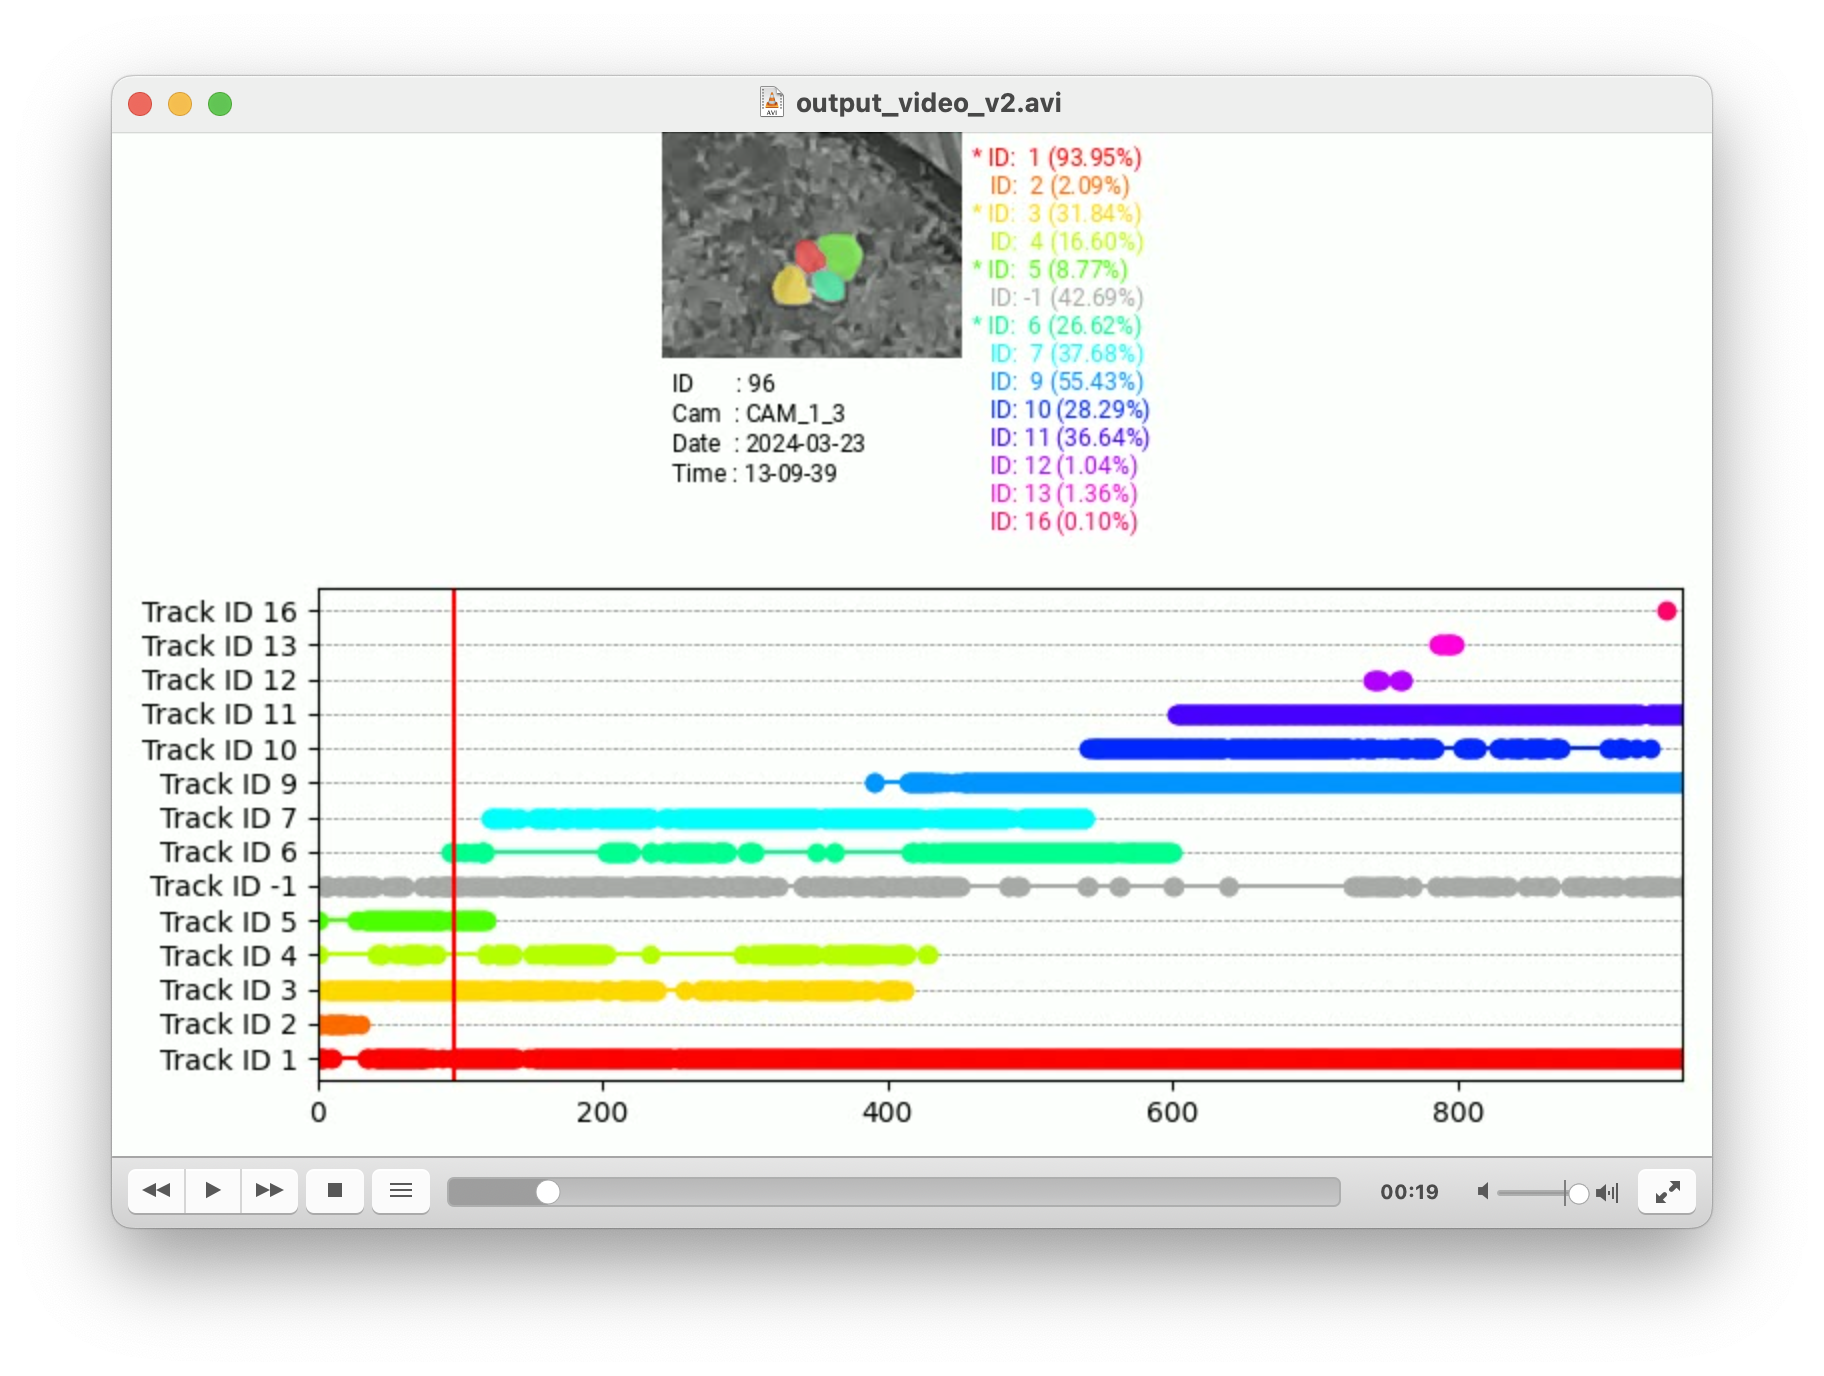 output_video_v2.avi
* ID: 1 (93.95%)
ID: 2 (2.09%)
* ID: 3 (31.84%)
ID: 4 (16.60%)
* ID: 5 (8.77%)
ID: -1 (42.69%)
* ID: 6 (26.62%)
ID: 7 (37.68%)
ID: 9 (55.43%)
ID: 10 (28.29%)
ID: 11 (36.64%)
ID: 12 (1.04%)
ID: 13 (1.36%)
ID: 16 (0.10%)
ID : 96
Cam : CAM_1_3
Date : 2024-03-23
Time : 13-09-39
Track ID 16
Track ID 13
Track ID 12
Track ID 11
Track ID 10
Track ID 9
Track ID 7
Track ID 6
Track ID -1
Track ID 5
Track ID 4
Track ID 3
Track ID 2
Track ID 1
0 200 400 600 800
00:19